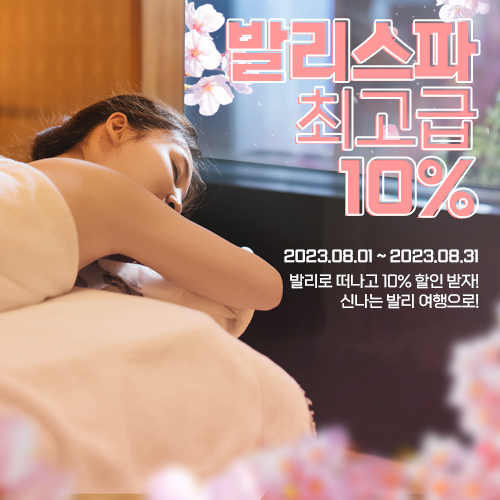 발리스파
최고급
10%
2023.08.01 ~ 2023.08.31
발리로 떠나고 10% 할인 받자!
신나는 발리 여행으로!